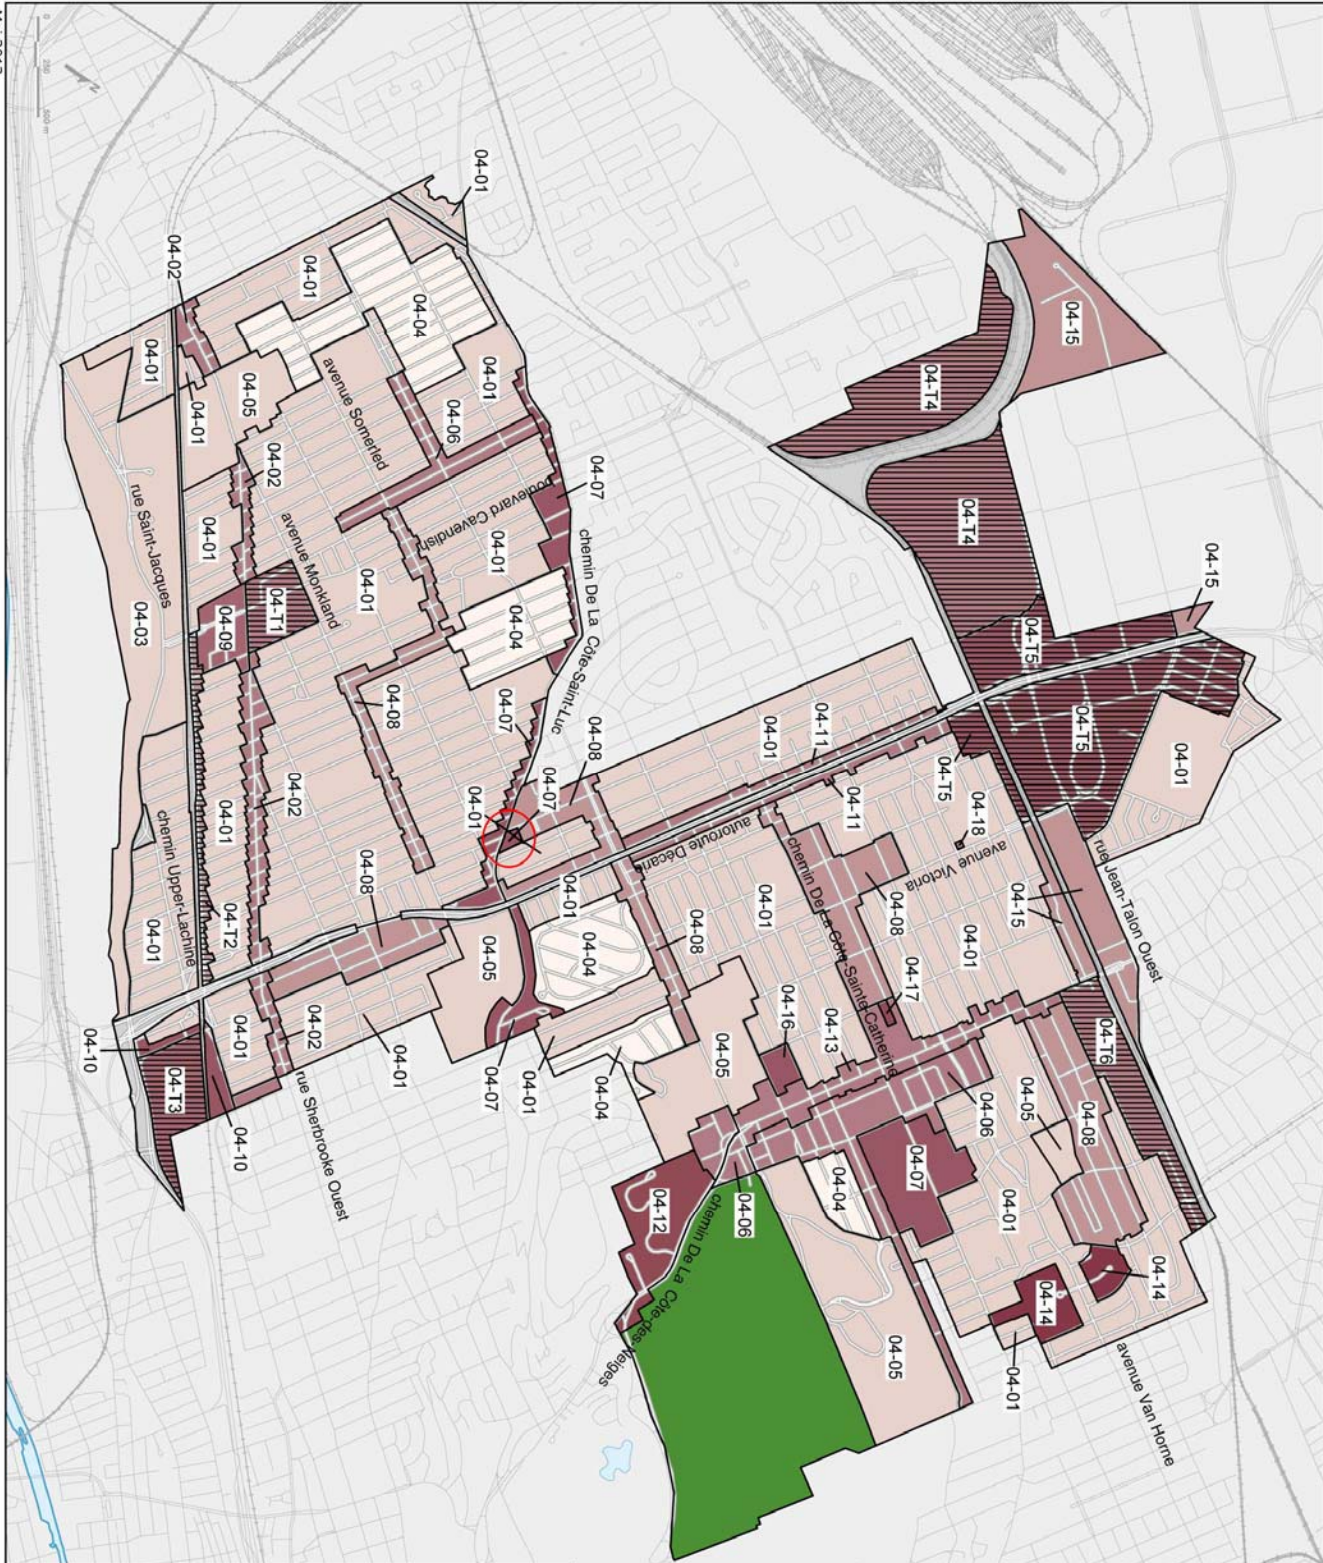 04-01
04-15
04-02
04-01
04-04
04-T4
04-01
04-01
04-05
avenue Somerled
04-01
04-06
04-01
04-02
04-07
boulevard Cavendish
04-T4
04-15
rue Saint-Jacques
04-01
avenue Monkland
04-01
04-01
chemin De La Côte-Saint-Luc
04-T5
04-03
04-09
04-T1
04-04
04-08
04-07
04-08
04-01
04-11
04-T5
04-01
04-T5
04-01
04-02
04-01
04-07
04-11
04-18
autoroute Décarie
avenue Victoria
rue Jean-Talon Ouest
chemin De La Côte-Sainte-Catherine
chemin Upper-Lachine
04-01
04-T2
04-08
04-01
04-05
04-04
04-08
04-01
04-08
04-01
04-15
04-17
04-10
04-T3
04-10
04-01
04-02
04-01
04-07
04-01
04-04
04-05
04-16
04-13
04-06
04-05
04-08
04-T6
rue Sherbrooke Ouest
04-12
04-06
04-04
04-07
04-01
04-14
04-14
04-01
04-05
chemin De La Côte-des-Neiges
avenue Van Horne
0 250 500 m
N